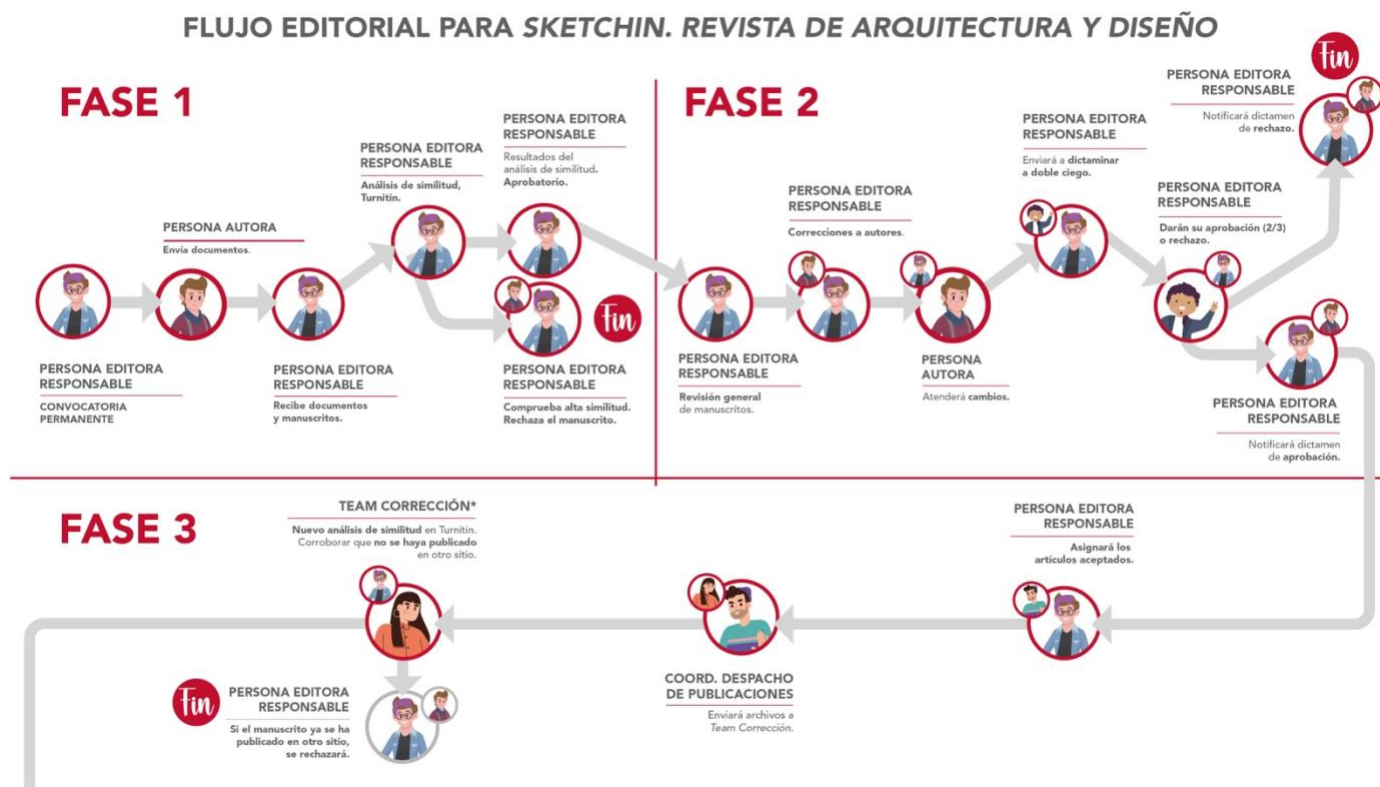 FLUJO EDITORIAL PARA SKETCHIN. REVISTA DE ARQUITECTURA Y DISEÑO
FASE 1
PERSONA EDITORA
RESPONSABLE
CONVOCATORIA
PERMANENTE
PERSONA AUTORA
Envía documentos.
PERSONA EDITORA
RESPONSABLE
Recibe documentos
y manuscritos.
PERSONA EDITORA
RESPONSABLE
Análisis de similitud,
Turnitin.
PERSONA EDITORA
RESPONSABLE
Resultados del
análisis de similitud.
Aprobatorio.
Fin
PERSONA EDITORA
RESPONSABLE
Comprueba alta similitud.
Rechaza el manuscrito.
FASE 2
PERSONA EDITORA
RESPONSABLE
Revisión general
de manuscritos.
PERSONA EDITORA
RESPONSABLE
Correcciones a autores.
PERSONA
AUTORA
Atenderá cambios.
PERSONA EDITORA
RESPONSABLE
Enviará a dictaminar
a doble ciego.
PERSONA EDITORA
RESPONSABLE
Darán su aprobación (2/3)
o rechazo.
Fin
PERSONA EDITORA
RESPONSABLE
Notificará dictamen
de rechazo.
PERSONA EDITORA
RESPONSABLE
Notificará dictamen
de aprobación.
FASE 3
PERSONA EDITORA
RESPONSABLE
Asignará los
artículos aceptados.
COORD. DESPACHO
DE PUBLICACIONES
Enviará archivos a
Team Corrección.
TEAM CORRECCIÓN*
Nuevo análisis de similitud en Turnitin.
Corroborar que no se haya publicado
en otro sitio.
Fin
PERSONA EDITORA
RESPONSABLE
Si el manuscrito ya se ha
publicado en otro sitio,
se rechazará.